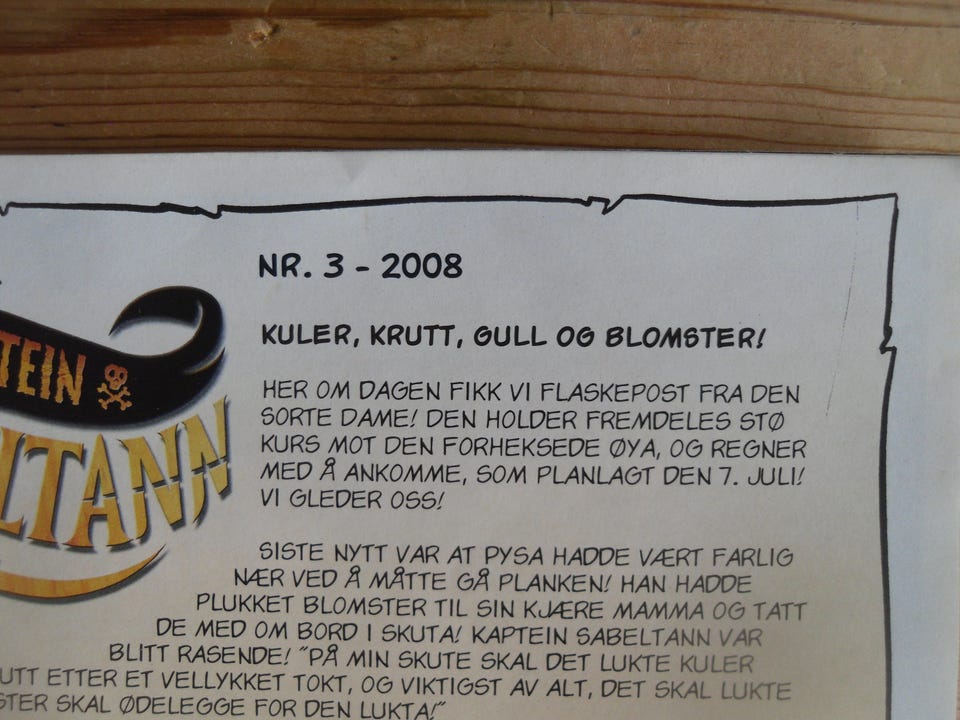 NR. 3 - 2008
TEIN
LTANN
KULER, KRUTT, GULL OG BLOMSTER!
HER OM DAGEN FIKK VI FLASKEPOST FRA DEN
SORTE DAME! DEN HOLDER FREMDELES STØ
KURS MOT DEN FORHEKSEDE ØYA, OG REGNER
MED Å ANKOMME, SOM PLANLAGT DEN 7. JULI!
VI GLEDER OSS!
SISTE NYTT VAR AT PYSA HADDE VÆRT FARLIG
NÆR VED Å MÅTTE GÅ PLANKEN! HAN HADDE
PLUKKET BLOMSTER TIL SIN KJÆRE MAMMA OG TATT
DE MED OM BORD I SKUTA! KAPTEIN SABELTANN VAR
BLITT RASENDE! "PÅ MIN SKUTE SKAL DET LUKTE KULER
UTT ETTER ET VELLYKKET TOKT, OG VIKTIGST AV ALT, DET SKAL LUKTE
STER SKAL ØDELEGGE FOR DEN LUKTA!"